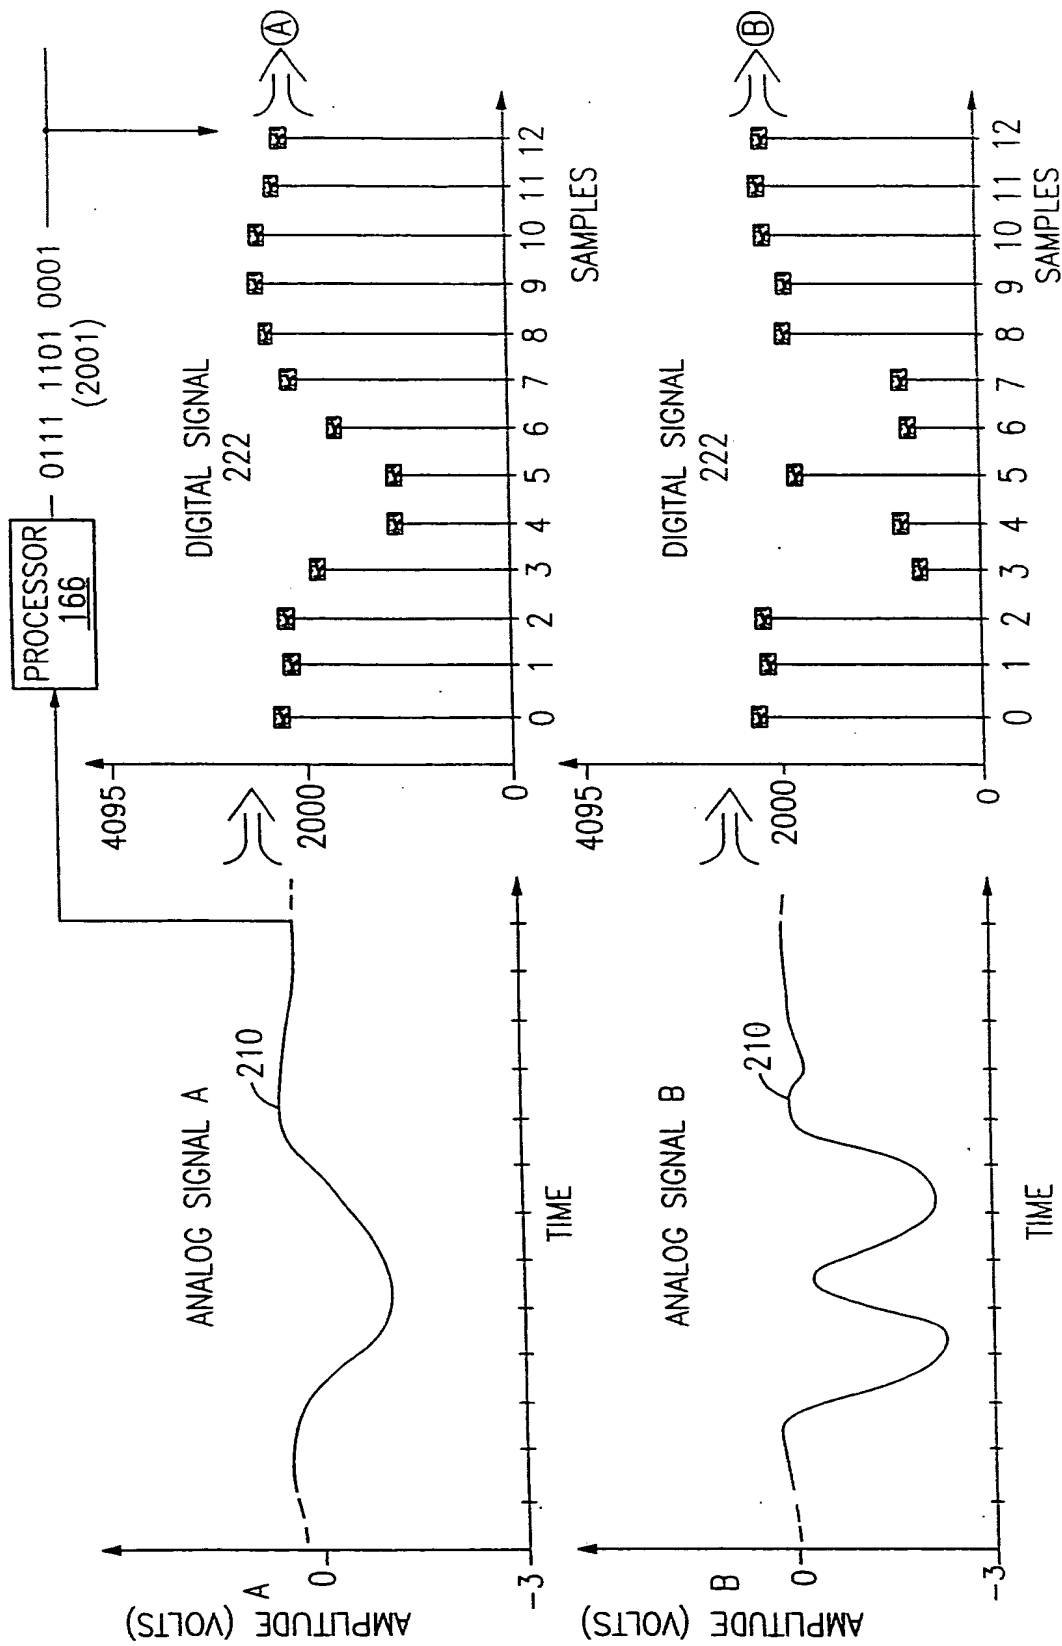 PROCESSOR
166
0111 1101 0001
(2001)
A
AMPLITUDE (VOLTS)
0
-3
ANALOG SIGNAL A
210
TIME
4095
2000
0
DIGITAL SIGNAL
222
0 1 2 3 4 5 6 7 8 9 10 11 12
SAMPLES
A
B
AMPLITUDE (VOLTS)
0
-3
ANALOG SIGNAL B
210
TIME
4095
2000
0
DIGITAL SIGNAL
222
0 1 2 3 4 5 6 7 8 9 10 11 12
SAMPLES
B